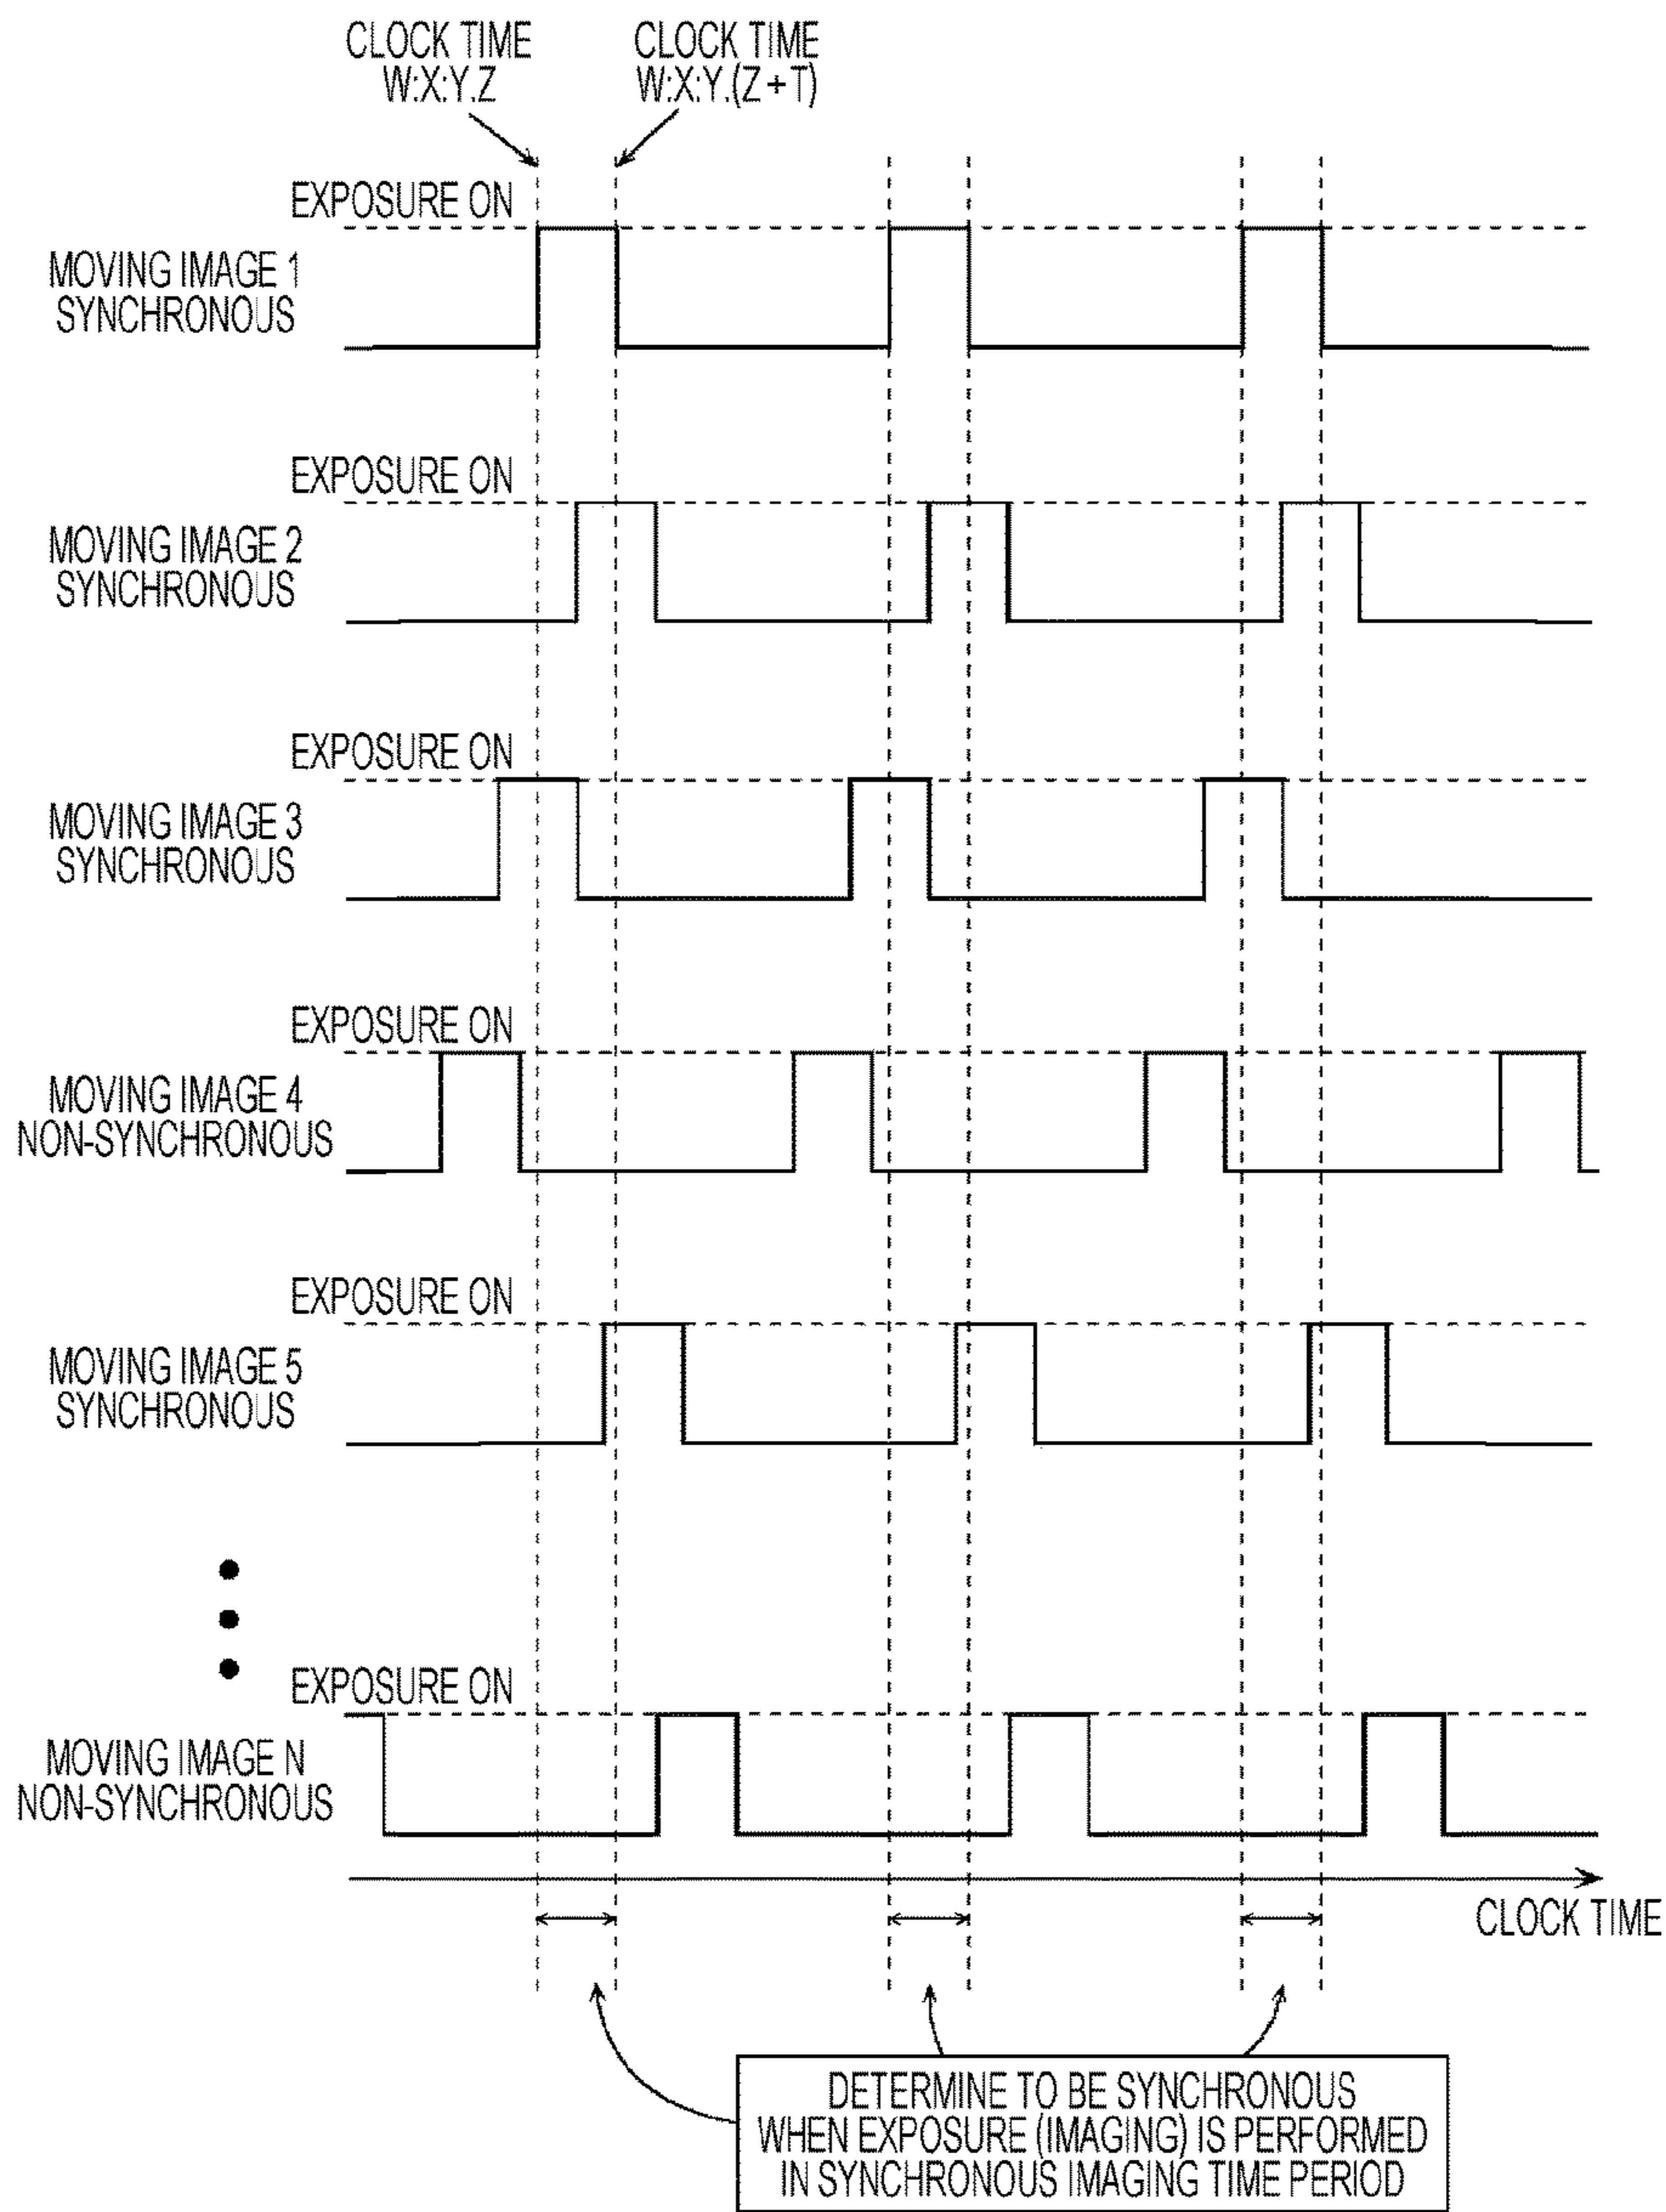 CLOCK TIME
W:X:Y.Z
CLOCK TIME
W:X:Y.(Z+T)
EXPOSURE ON
MOVING IMAGE 1
SYNCHRONOUS
EXPOSURE ON
MOVING IMAGE 2
SYNCHRONOUS
EXPOSURE ON
MOVING IMAGE 3
SYNCHRONOUS
EXPOSURE ON
MOVING IMAGE 4
NON-SYNCHRONOUS
EXPOSURE ON
MOVING IMAGE 5
SYNCHRONOUS
EXPOSURE ON
MOVING IMAGE N
NON-SYNCHRONOUS
CLOCK TIME
DETERMINE TO BE SYNCHRONOUS
WHEN EXPOSURE (IMAGING) IS PERFORMED
IN SYNCHRONOUS IMAGING TIME PERIOD